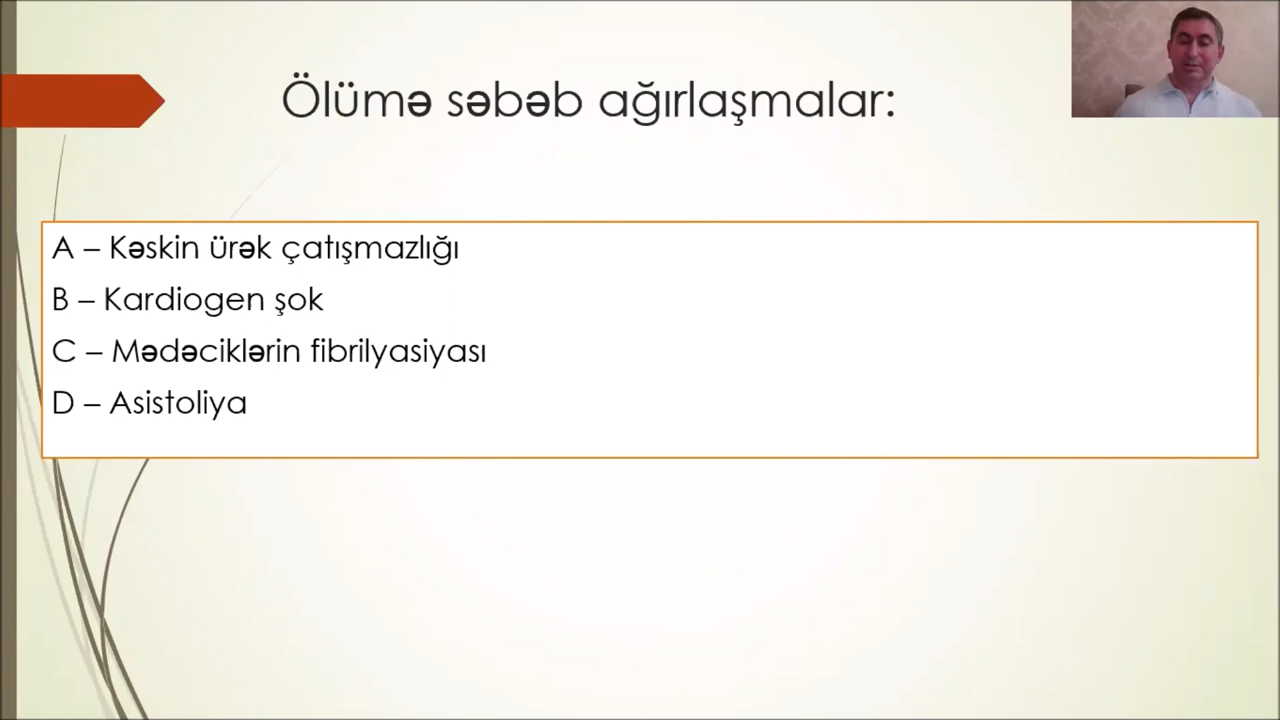 Ölümə səbəb ağırlaşmalar:
A – Kəskin ürək çatışmazlığı
B – Kardiogen şok
C – Mədəciklərin fibrilyasiyası
D – Asistoliya